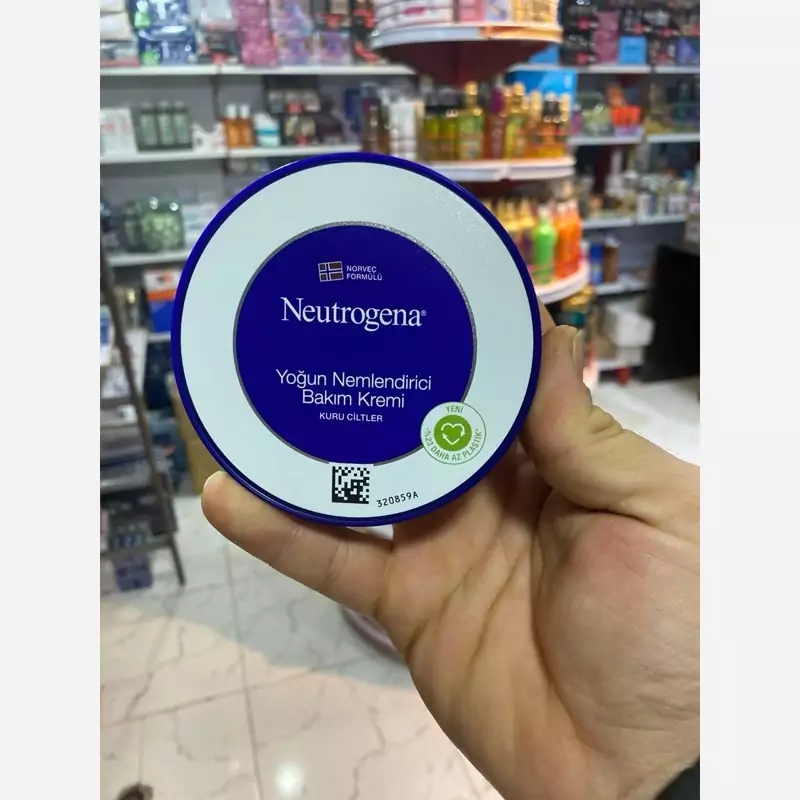 NORVEÇ
FORMÜLÜ
Neutrogena®
Yoğun Nemlendirici
Bakım Kremi
KURU CİLTLER
YENİ
%23 DAHA AZ PLASTİK*
320859A